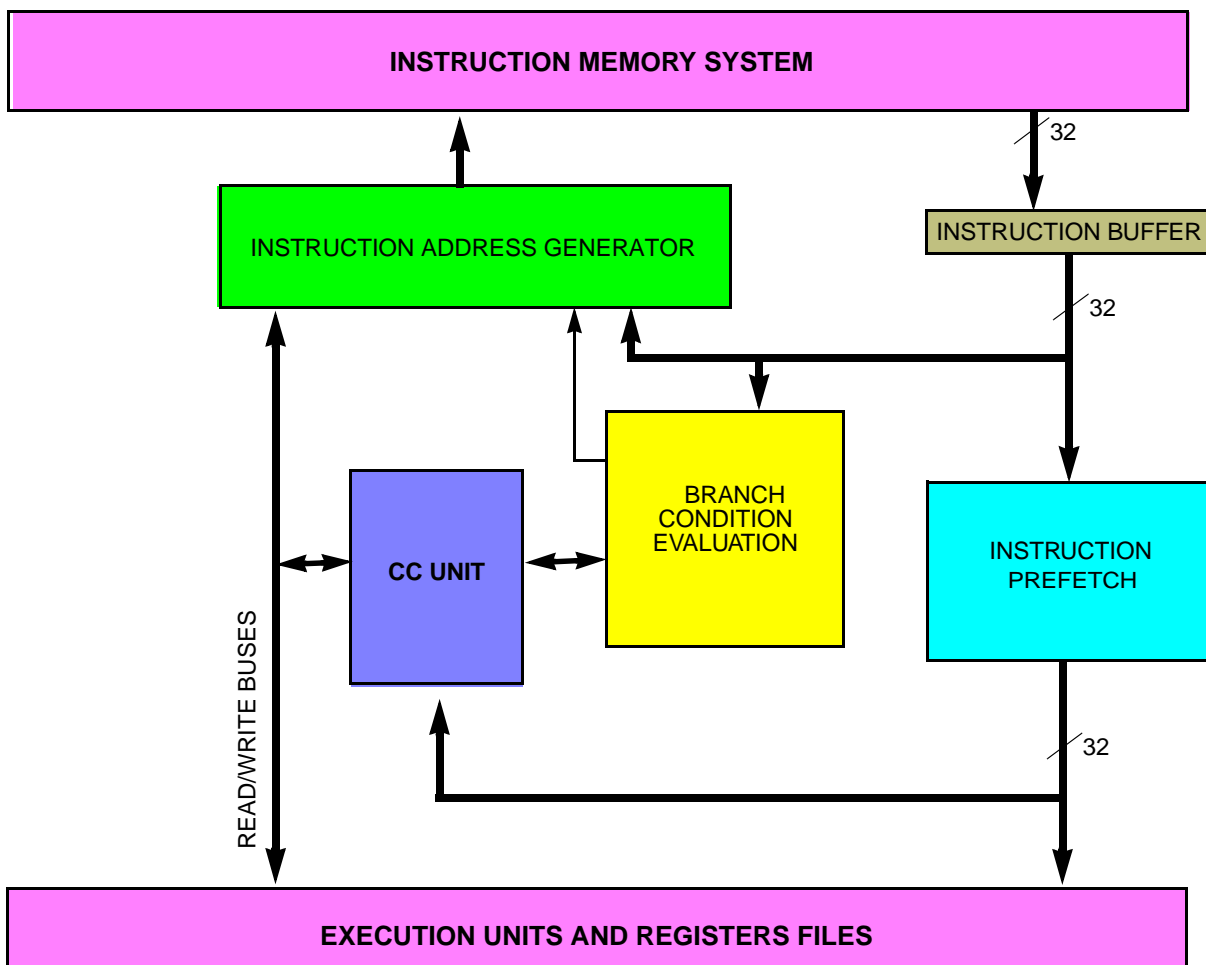 INSTRUCTION MEMORY SYSTEM
32
INSTRUCTION ADDRESS GENERATOR
INSTRUCTION BUFFER
32
BRANCH
CONDITION
EVALUATION
CC UNIT
INSTRUCTION
PREFETCH
READ/WRITE BUSES
32
EXECUTION UNITS AND REGISTERS FILES